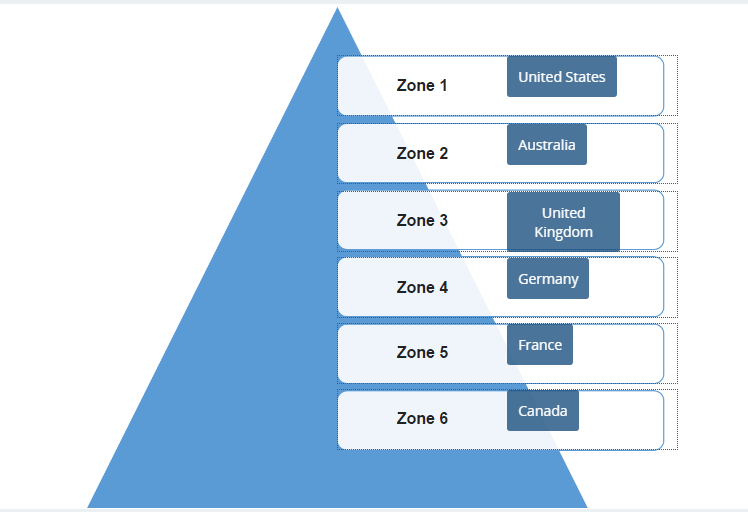 Zone 1 United States
Zone 2 Australia
Zone 3 United
Kingdom
Zone 4 Germany
Zone 5 France
Zone 6 Canada